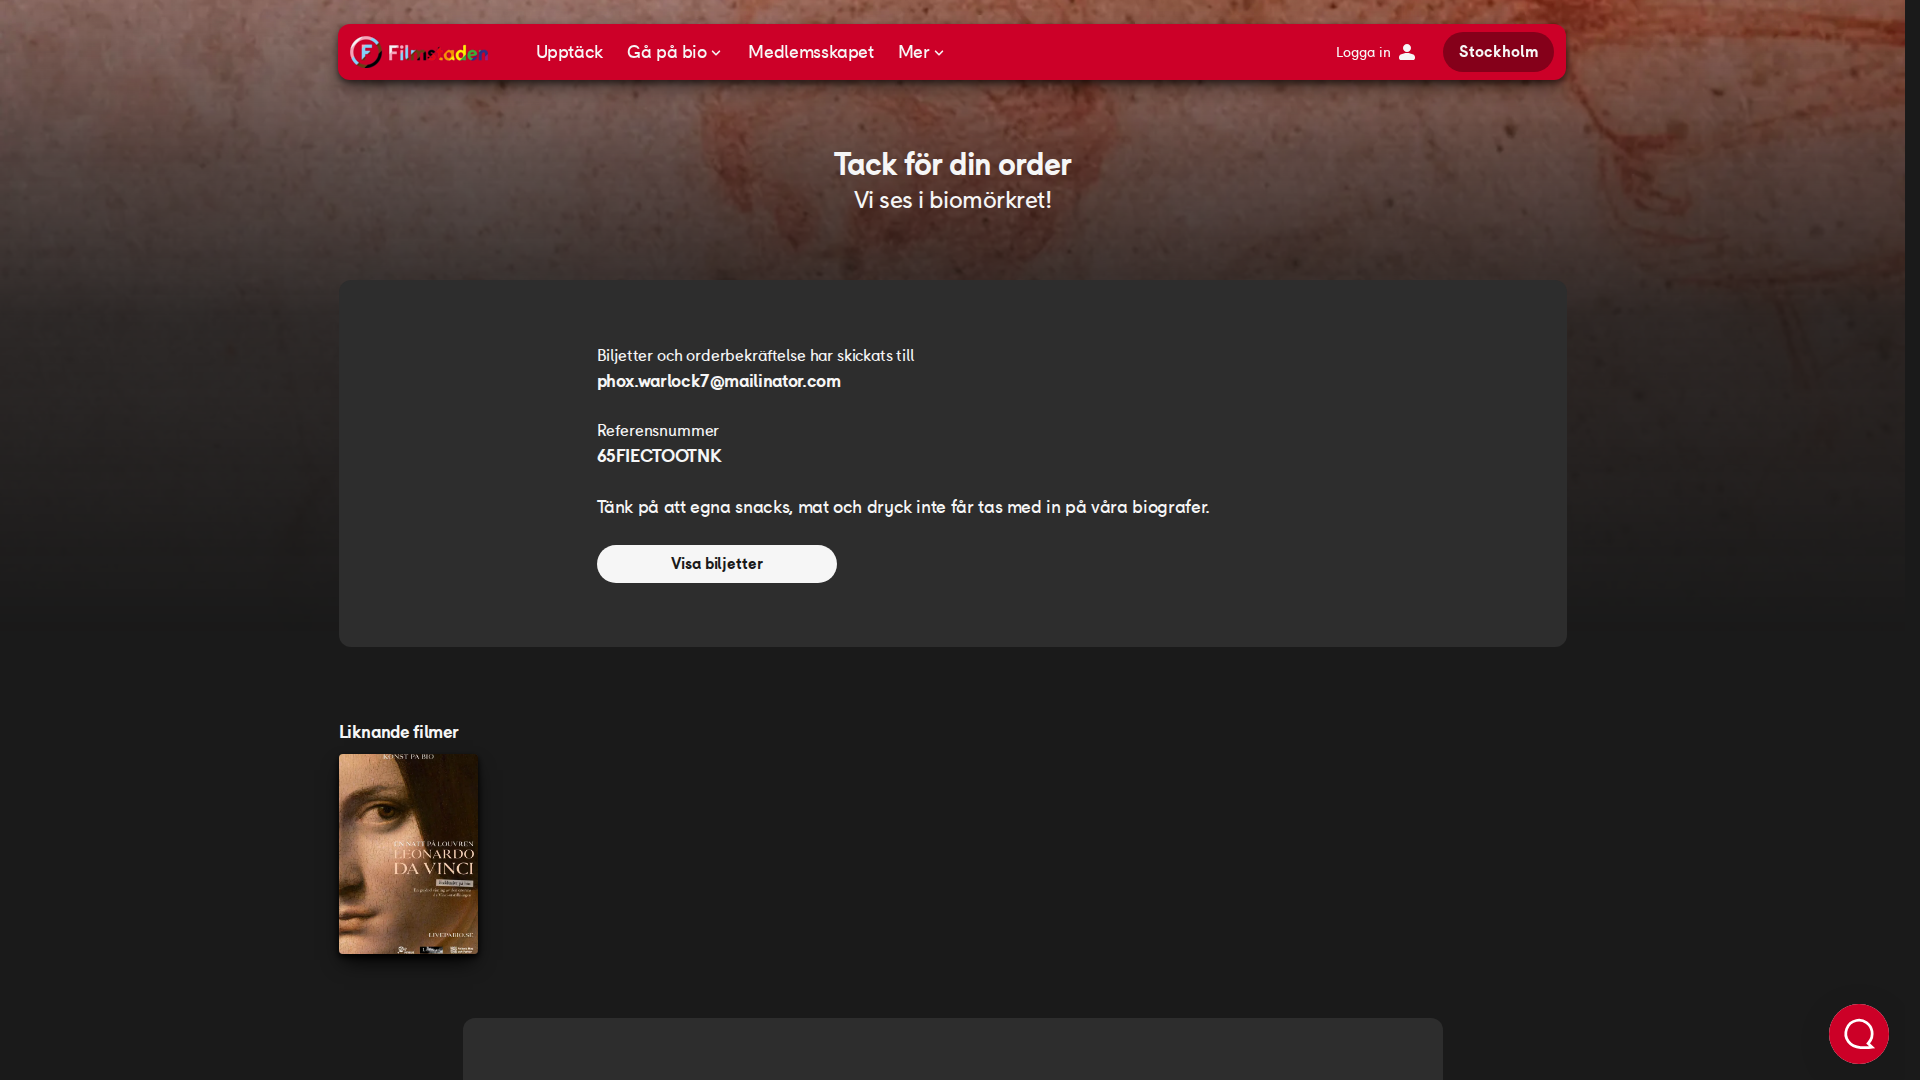 Filmstaden
Upptäck
Gå på bio
Medlemsskapet
Mer
Logga in
Stockholm
Tack för din order
Vi ses i biomörkret!
Biljetter och orderbekräftelse har skickats till
phox.warlock7@mailinator.com
Referensnummer
65FIECTOOTNK
Tänk på att egna snacks, mat och dryck inte får tas med in på våra biografer.
Visa biljetter
Liknande filmer
KONST PÅ BIO
EN NATT PÅ LOUVREN
LEONARDO
DA VINCI
LIVEPABIO.SE